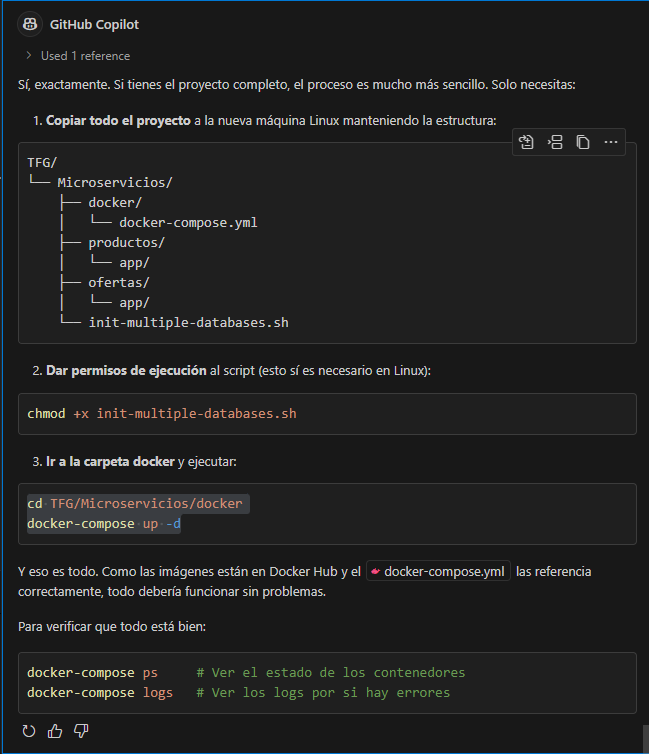 GitHub Copilot
Used 1 reference
Sí, exactamente. Si tienes el proyecto completo, el proceso es mucho más sencillo. Solo necesitas:
1. Copiar todo el proyecto a la nueva máquina Linux manteniendo la estructura:
TFG/
└── Microservicios/
    ├── docker/
    │   └── docker-compose.yml
    ├── productos/
    │   └── app/
    ├── ofertas/
    │   └── app/
    └── init-multiple-databases.sh
2. Dar permisos de ejecución al script (esto sí es necesario en Linux):
chmod +x init-multiple-databases.sh
3. Ir a la carpeta docker y ejecutar:
cd TFG/Microservicios/docker
docker-compose up -d
Y eso es todo. Como las imágenes están en Docker Hub y el docker-compose.yml las referencia
correctamente, todo debería funcionar sin problemas.
Para verificar que todo está bien:
docker-compose ps     # Ver el estado de los contenedores
docker-compose logs   # Ver los logs por si hay errores